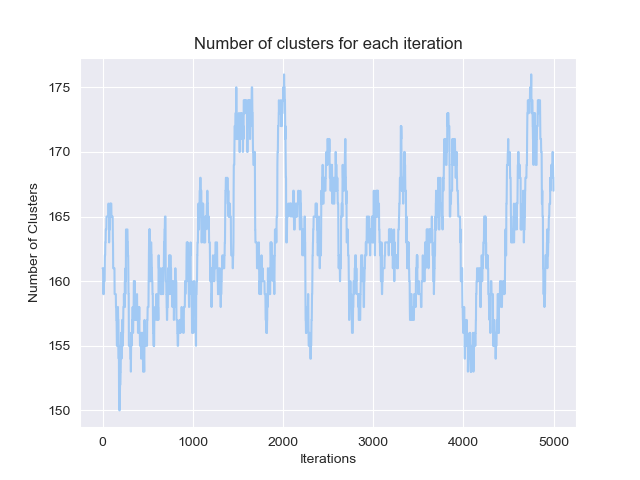 Number of clusters for each iteration
175
170
165
160
155
150
Number of Clusters
0 1000 2000 3000 4000 5000
Iterations